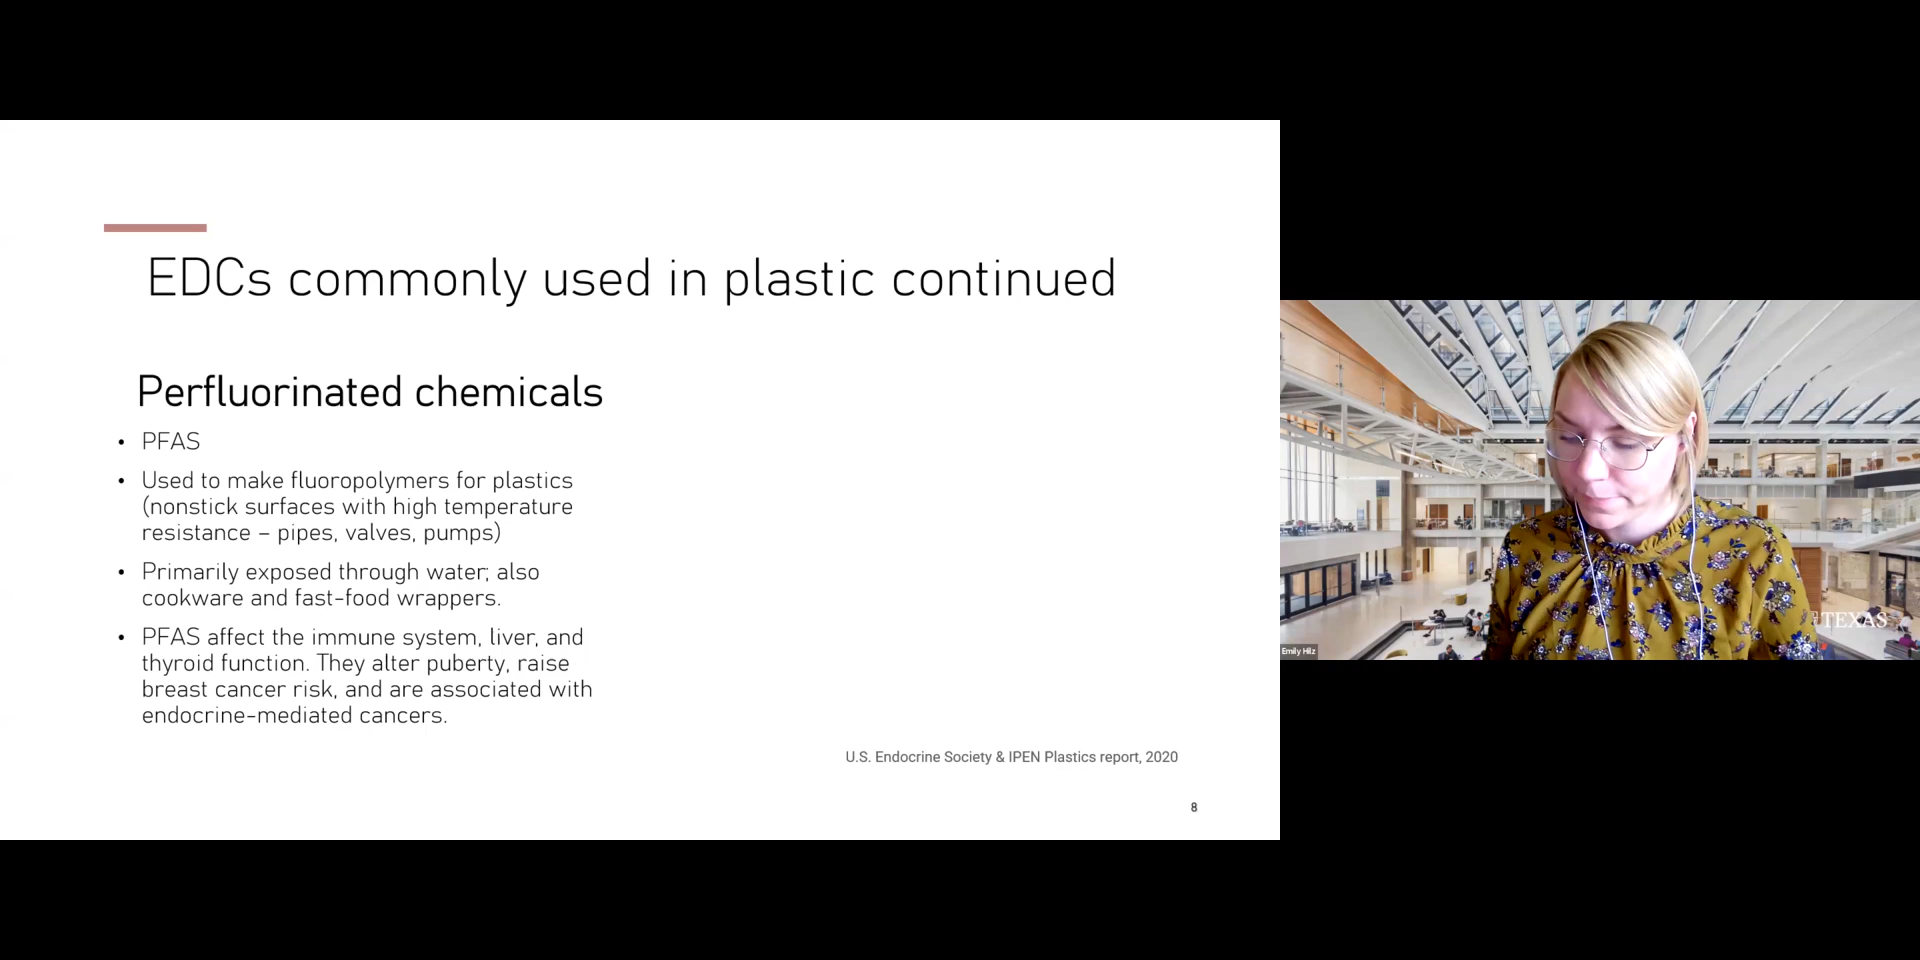 EDCs commonly used in plastic continued
Perfluorinated chemicals
• PFAS
• Used to make fluoropolymers for plastics
(nonstick surfaces with high temperature
resistance – pipes, valves, pumps)
• Primarily exposed through water; also
cookware and fast-food wrappers.
• PFAS affect the immune system, liver, and
thyroid function. They alter puberty, raise
breast cancer risk, and are associated with
endocrine-mediated cancers.
U.S. Endocrine Society & IPEN Plastics report, 2020
8
TEXAS
Emily Hilz